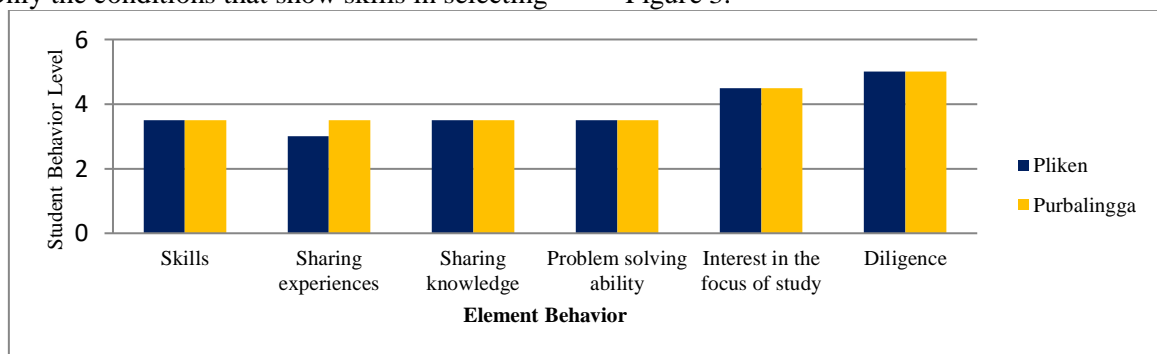 only the conditions that show skills in selecting
Figure 3.
6
4
2
0
Student Behavior Level
Skills
Sharing
experiences
Sharing
knowledge
Problem solving
ability
Interest in the
focus of study
Diligence
Element Behavior
Pliken
Purbalingga